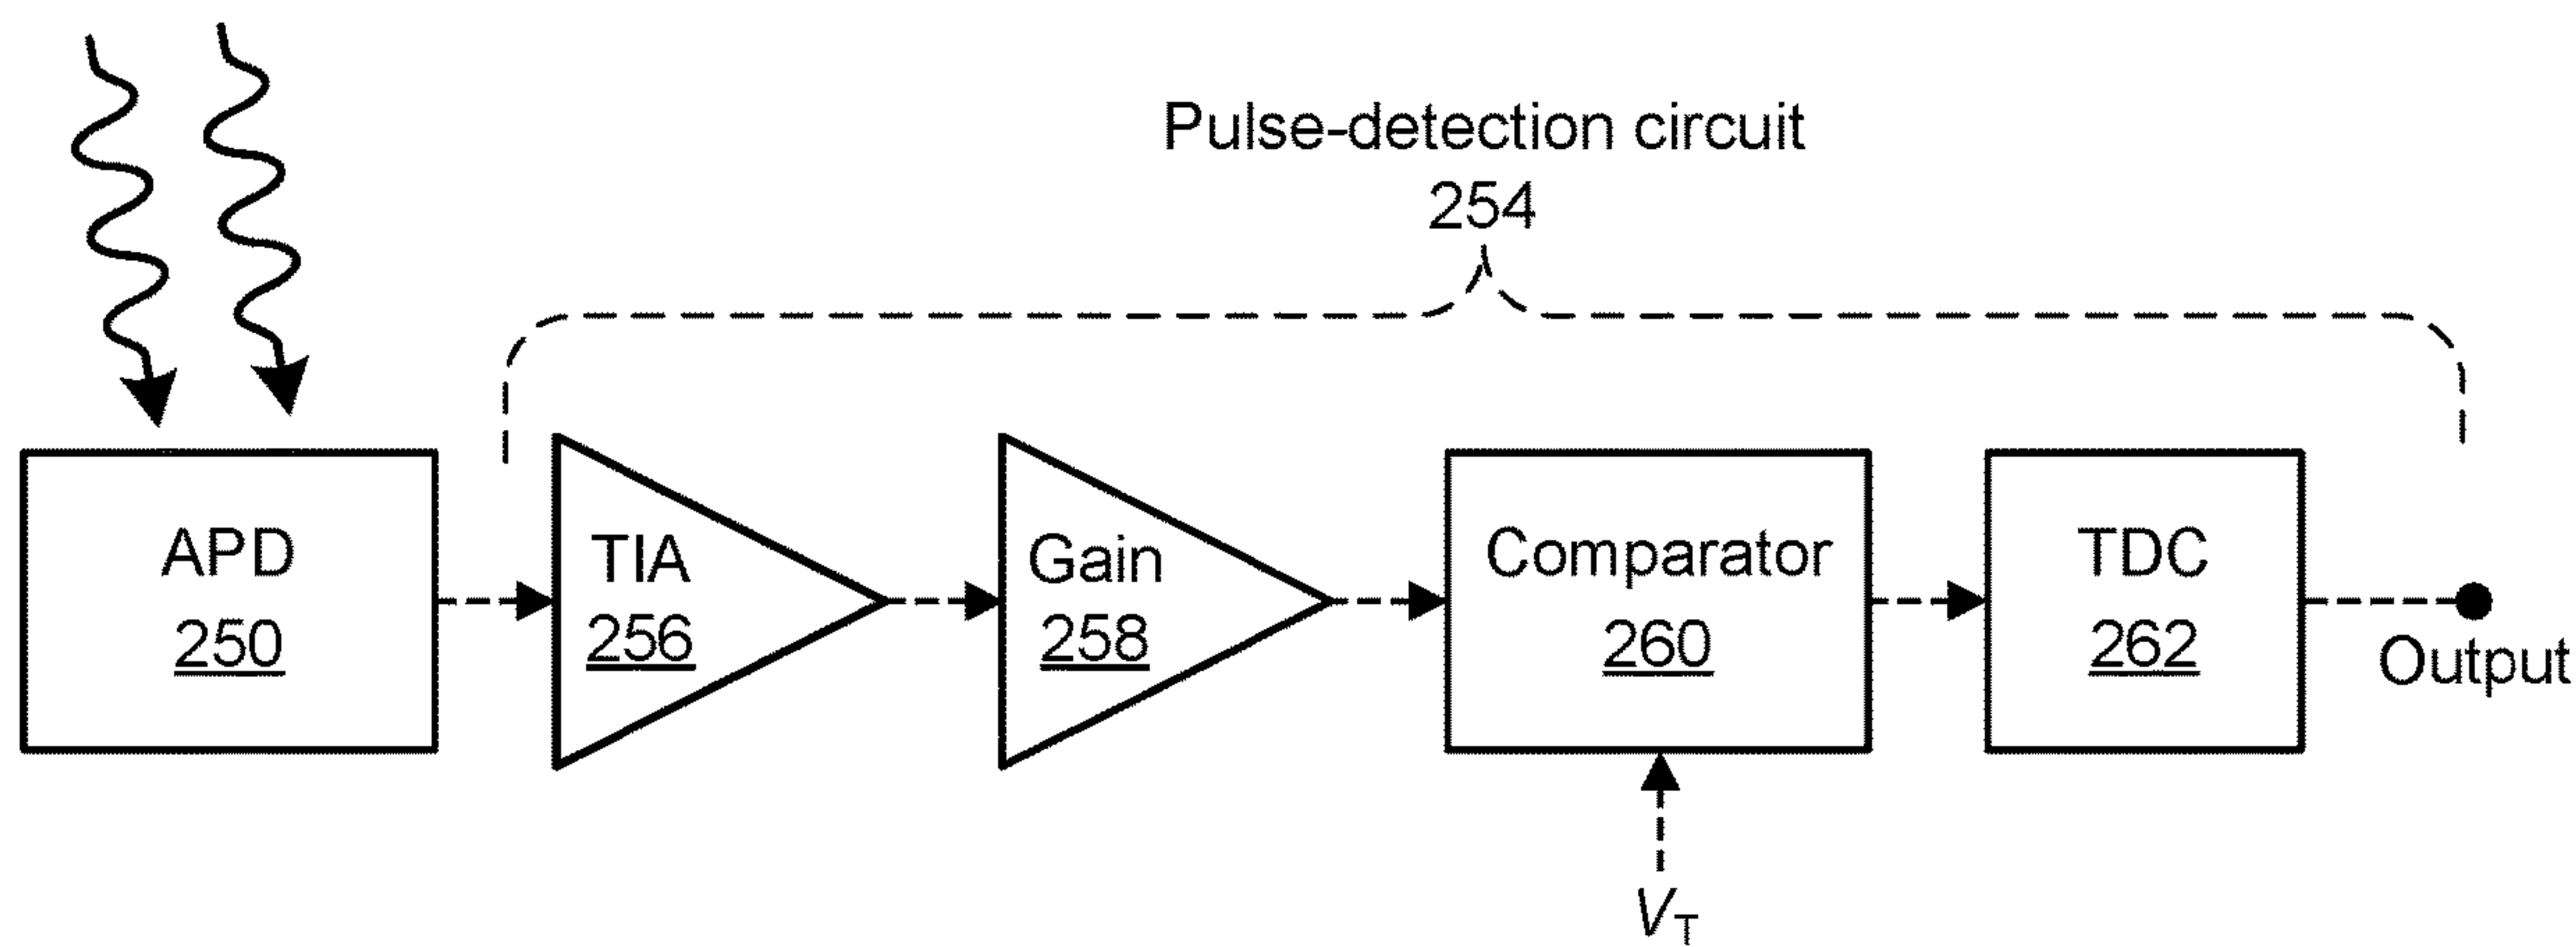 Pulse-detection circuit
254
APD
250
TIA
256
Gain
258
Comparator
260
TDC
262
Output
VT